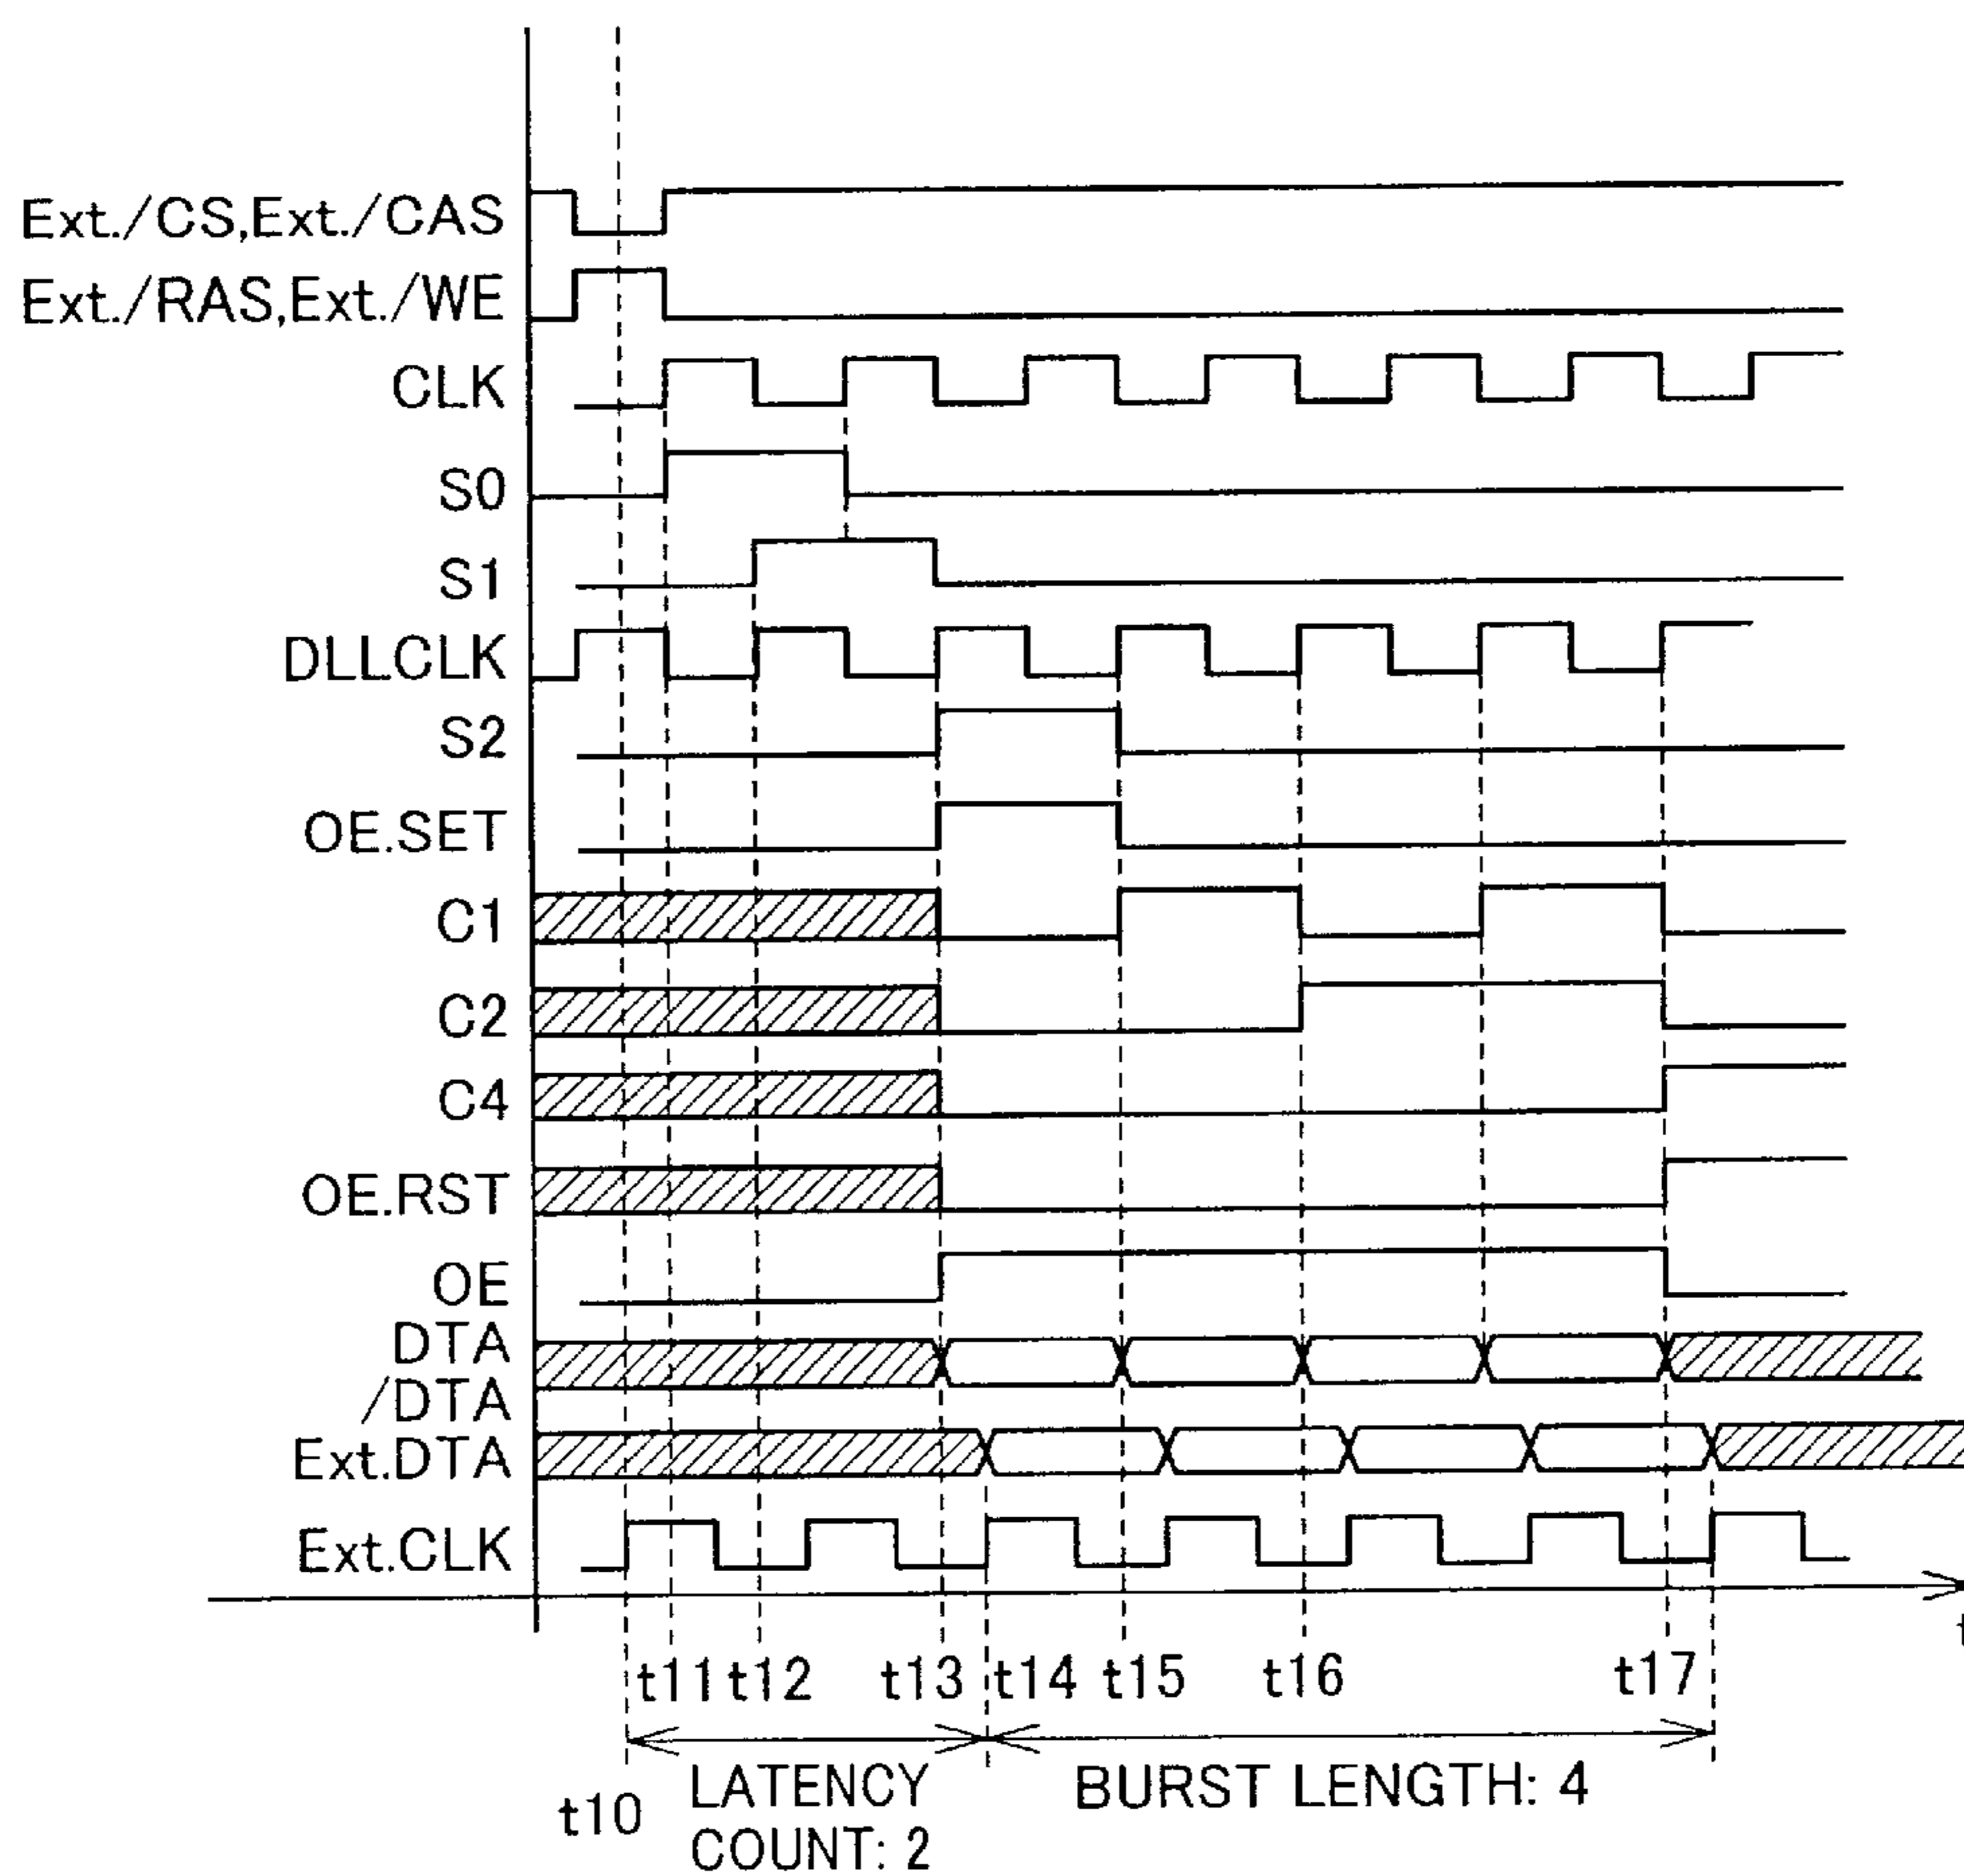 Ext./CS,Ext./CAS
Ext./RAS,Ext./WE
CLK
S0
S1
DLLCLK
S2
OE.SET
C1
C2
C4
OE.RST
OE
DTA
/DTA
Ext.DTA
Ext.CLK
t
t11 t12 t13 t14 t15 t16 t17
t10
LATENCY
COUNT: 2
BURST LENGTH: 4